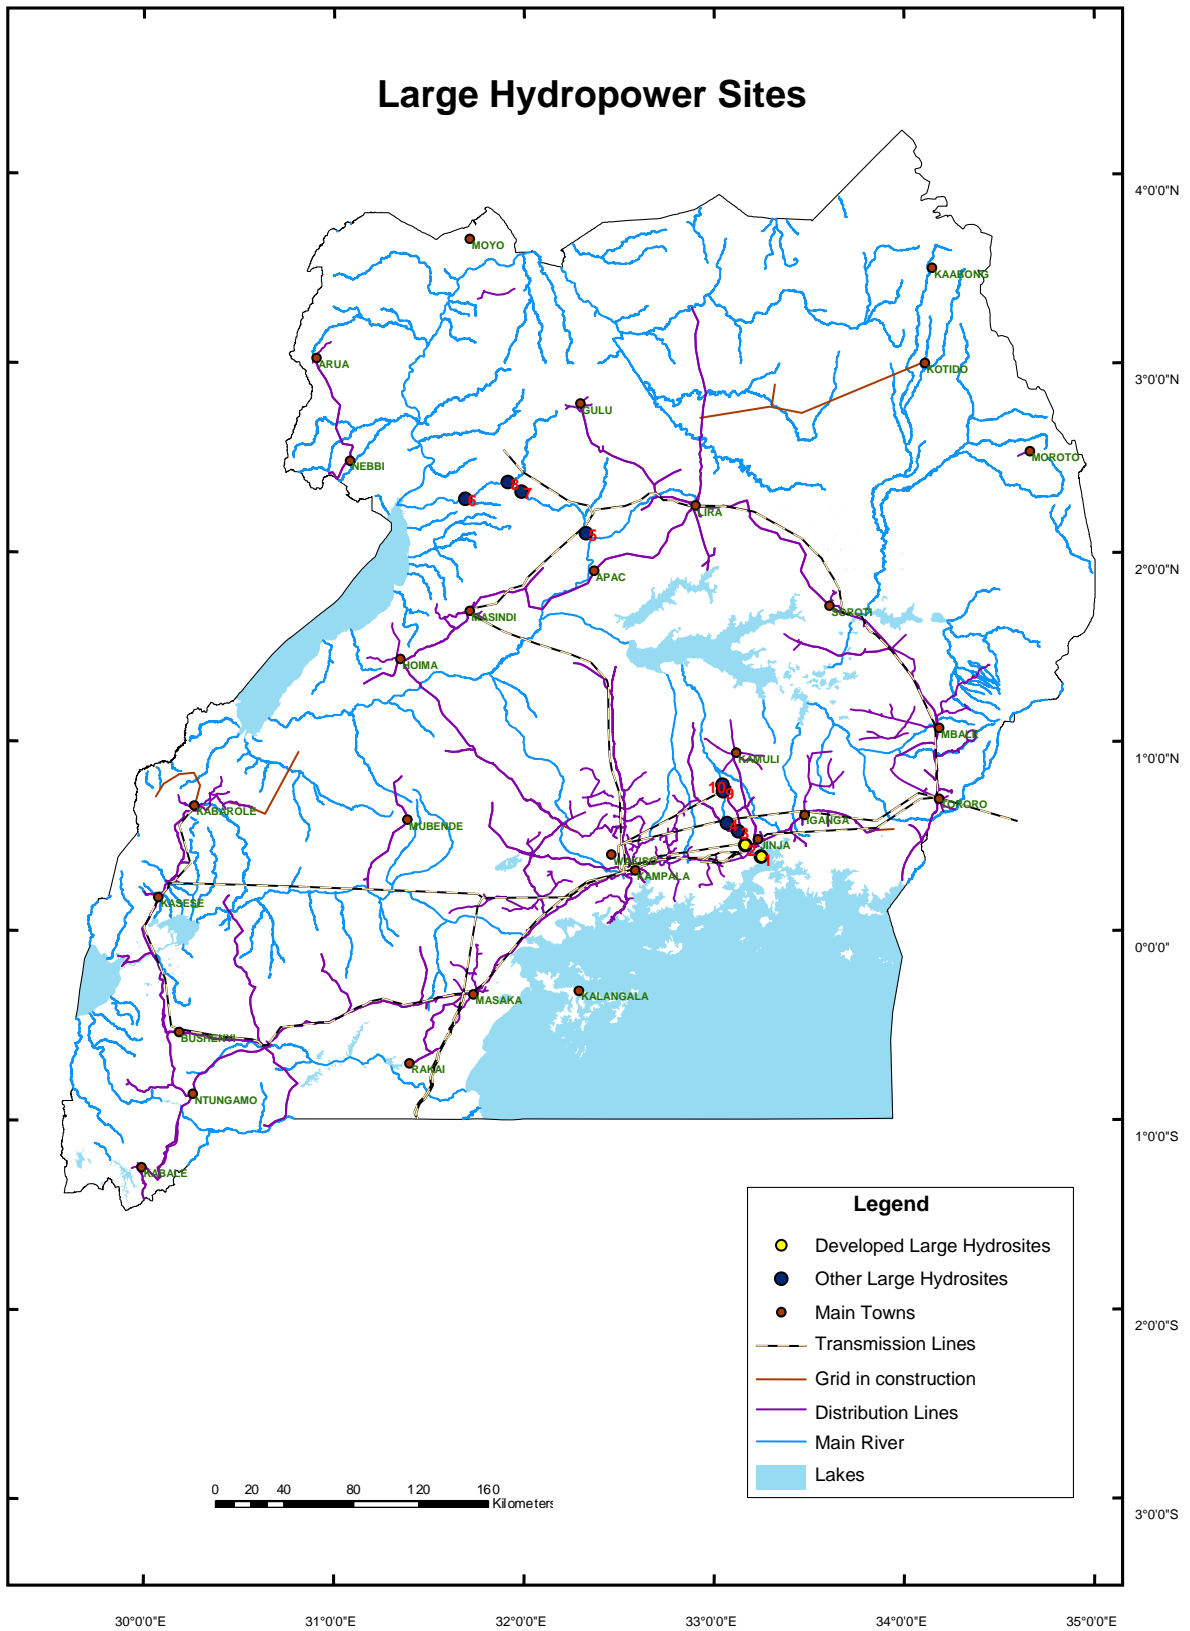 Large Hydropower Sites
4°0'0"N
MOYO
KAABONG
ARUA
KOTIDO
3°0'0"N
GULU
NEBBI
MOROTO
8
7
6
LIRA
5
APAC
2°0'0"N
MASINDI
SOROTI
HOIMA
MBALE
1°0'0"N
KAMULI
10
9
KABAROLE
TORORO
MUBENDE
IGANGA
4
3
JINJA
2
WAKISO
1
KAMPALA
KASESE
0°0'0"
KALANGALA
MASAKA
BUSHENYI
RAKAI
NTUNGAMO
1°0'0"S
KABALE
Legend
Developed Large Hydrosites
Other Large Hydrosites
Main Towns
2°0'0"S
Transmission Lines
Grid in construction
Distribution Lines
Main River
Lakes
0 20 40 80 120 160
Kilometers
3°0'0"S
30°0'0"E 31°0'0"E 32°0'0"E 33°0'0"E 34°0'0"E 35°0'0"E